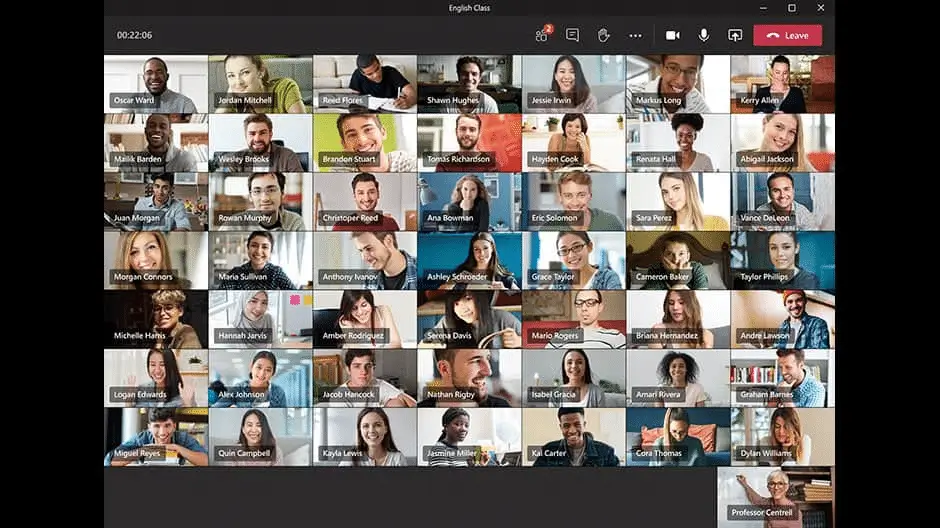 English Class
00:22:06
2
Leave
Oscar Ward
Jordan Mitchell
Reed Flores
Shawn Hughes
Jessie Irwin
Markus Long
Kerry Allen
Malik Barden
Wesley Brooks
Brandon Stuart
Tomas Richardson
Hayden Cook
Renata Hall
Abigail Jackson
Juan Morgan
Rowan Murphy
Christoper Reed
Ana Bowman
Eric Solomon
Sara Perez
Vance DeLeon
Morgan Connors
Maria Sullivan
Anthony Ivanov
Ashley Schroeder
Grace Taylor
Cameron Baker
Taylor Phillips
Michelle Harris
Hannah Jarvis
Amber Rodriguez
Serena Davis
Mario Rogers
Briana Hernandez
Andre Lawson
Logan Edwards
Alex Johnson
Jacob Hancock
Nathan Rigby
Isabel Gracia
Amari Rivera
Graham Barnes
Miguel Reyes
Quin Campbell
Kayla Lewis
Jasmine Miller
Kai Carter
Cora Thomas
Dylan Williams
Professor Centrell